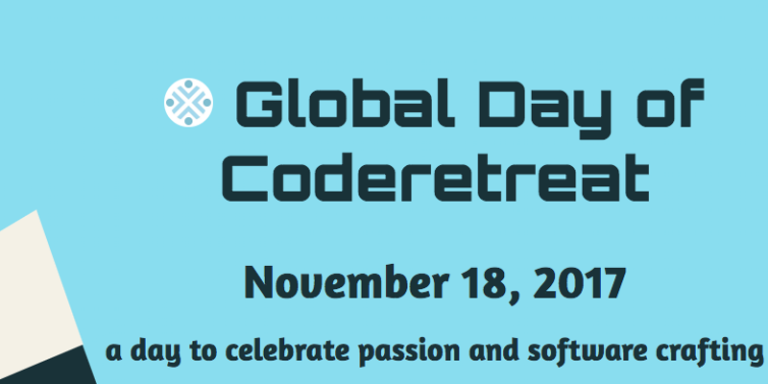 Global Day of
Coderetreat
November 18, 2017
a day to celebrate passion and software crafting